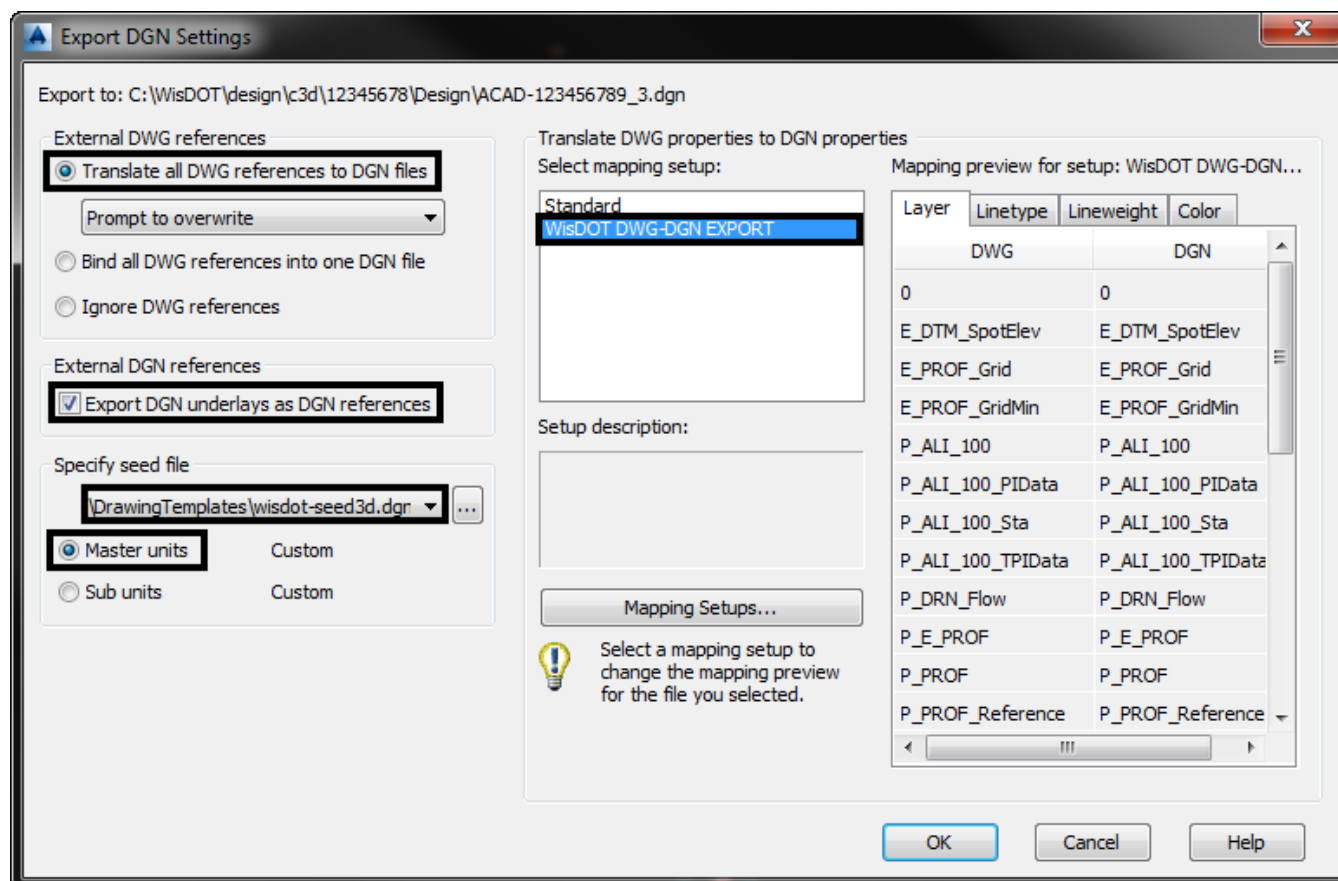 Export DGN Settings
Export to: C:\WisDOT\design\c3d\12345678\Design\ACAD-123456789_3.dgn
External DWG references
Translate all DWG references to DGN files
Prompt to overwrite
Bind all DWG references into one DGN file
Ignore DWG references
External DGN references
Export DGN underlays as DGN references
Specify seed file
\DrawingTemplates\wisdot-seed3d.dgn
...
Master units Custom
Sub units Custom
Translate DWG properties to DGN properties
Select mapping setup:
Standard
WisDOT DWG-DGN EXPORT
Setup description:
Mapping Setups...
Select a mapping setup to
change the mapping preview
for the file you selected.
Mapping preview for setup: WisDOT DWG-DGN...
Layer Linetype Lineweight Color
DWG DGN
0 0
E_DTM_SpotElev E_DTM_SpotElev
E_PROF_Grid E_PROF_Grid
E_PROF_GridMin E_PROF_GridMin
P_ALI_100 P_ALI_100
P_ALI_100_PIData P_ALI_100_PIData
P_ALI_100_Sta P_ALI_100_Sta
P_ALI_100_TPIData P_ALI_100_TPIData
P_DRN_Flow P_DRN_Flow
P_E_PROF P_E_PROF
P_PROF P_PROF
P_PROF_Reference P_PROF_Reference
OK Cancel Help